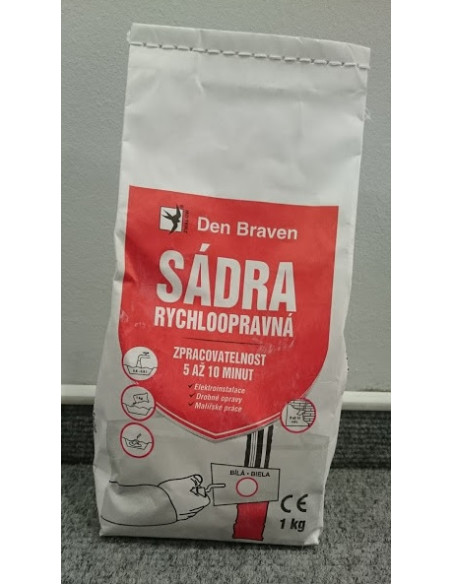 Den Braven
SÁDRA
RYCHLOOPRAVNÁ
ZPRACOVATELNOST
5 AŽ 10 MINUT
✓Elektroinstalace
✓Drobné opravy
✓Malířské práce
BÍLÁ - BIELA
CE
1 kg